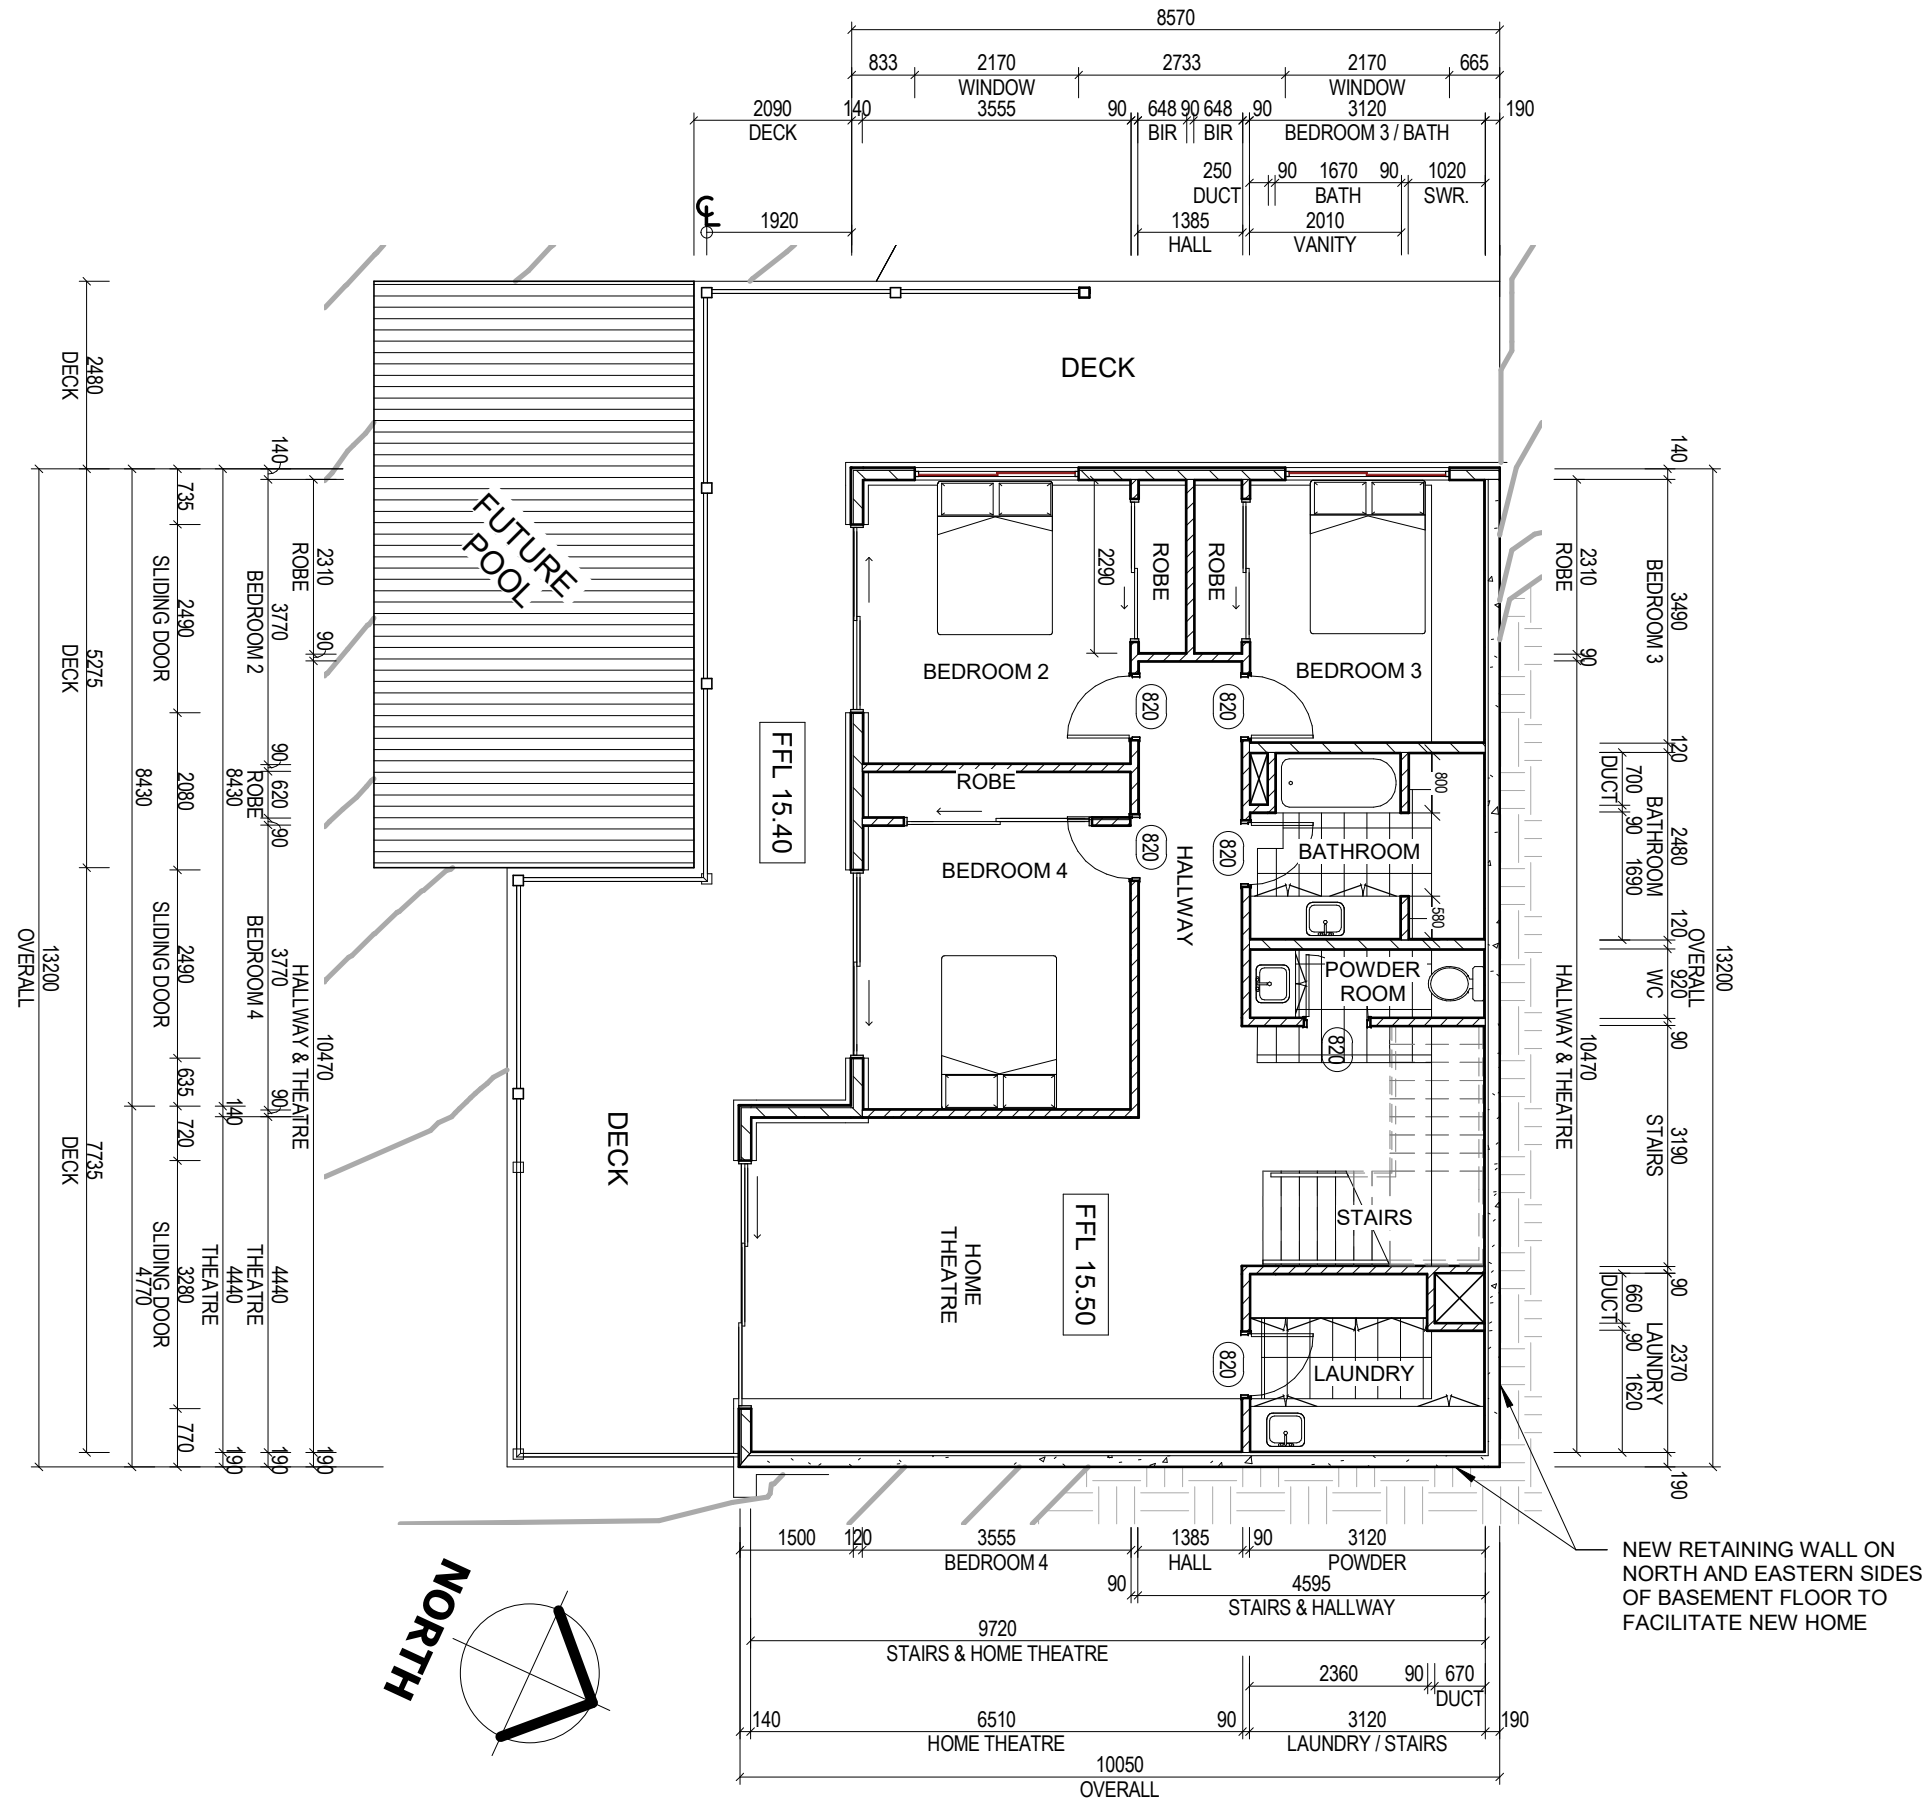 8570
833 2170 2733 2170 665
WINDOW WINDOW
2090 140 3555 90 648 90 648 90 3120 190
DECK BIR BIR BEDROOM 3 / BATH
250 90 1670 90 1020
DUCT BATH SWR.
℄
1920 1385 2010
HALL VANITY
2480
DECK
5275
DECK
7735
DECK
13200
OVERALL
8430
4770
735
2490
SLIDING DOOR
2080
2490
SLIDING DOOR
635
720
3280
SLIDING DOOR
770
8430
140
4440
THEATRE
190
140
3770
BEDROOM 2
90
620
ROBE
90
3770
BEDROOM 4
90
4440
THEATRE
190
2310
ROBE
90
10470
HALLWAY & THEATRE
190
FUTURE
POOL
DECK
DECK
FFL 15.40
2290
ROBE
ROBE
BEDROOM 2
BEDROOM 3
820
820
ROBE
BEDROOM 4
820
820
HALLWAY
800
BATHROOM
580
POWDER
ROOM
820
STAIRS
HOME
THEATRE
FFL 15.50
820
LAUNDRY
2310
ROBE
90
10470
HALLWAY & THEATRE
700
DUCT
90
1690
660
DUCT
90
1620
140
3490
BEDROOM 3
120
2480
BATHROOM
120
920
WC
90
3190
STAIRS
90
2370
LAUNDRY
190
13200
OVERALL
NEW RETAINING WALL ON
NORTH AND EASTERN SIDES
OF BASEMENT FLOOR TO
FACILITATE NEW HOME
1500 120 3555 1385 90 3120
BEDROOM 4 HALL POWDER
90 4595
STAIRS & HALLWAY
9720
STAIRS & HOME THEATRE
2360 90 670
DUCT
140 6510 90 3120 190
HOME THEATRE LAUNDRY / STAIRS
10050
OVERALL
NORTH